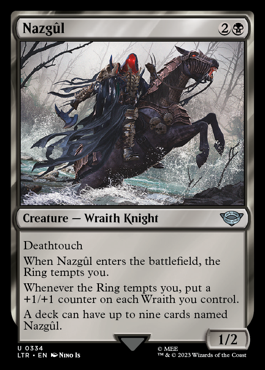 Nazgûl 2
Creature — Wraith Knight
Deathtouch
When Nazgûl enters the battlefield, the
Ring tempts you.
Whenever the Ring tempts you, put a
+1/+1 counter on each Wraith you control.
A deck can have up to nine cards named
Nazgûl.
1/2
U 0334
LTR • EN Nino Is
© MEE
™ & © 2023 Wizards of the Coast